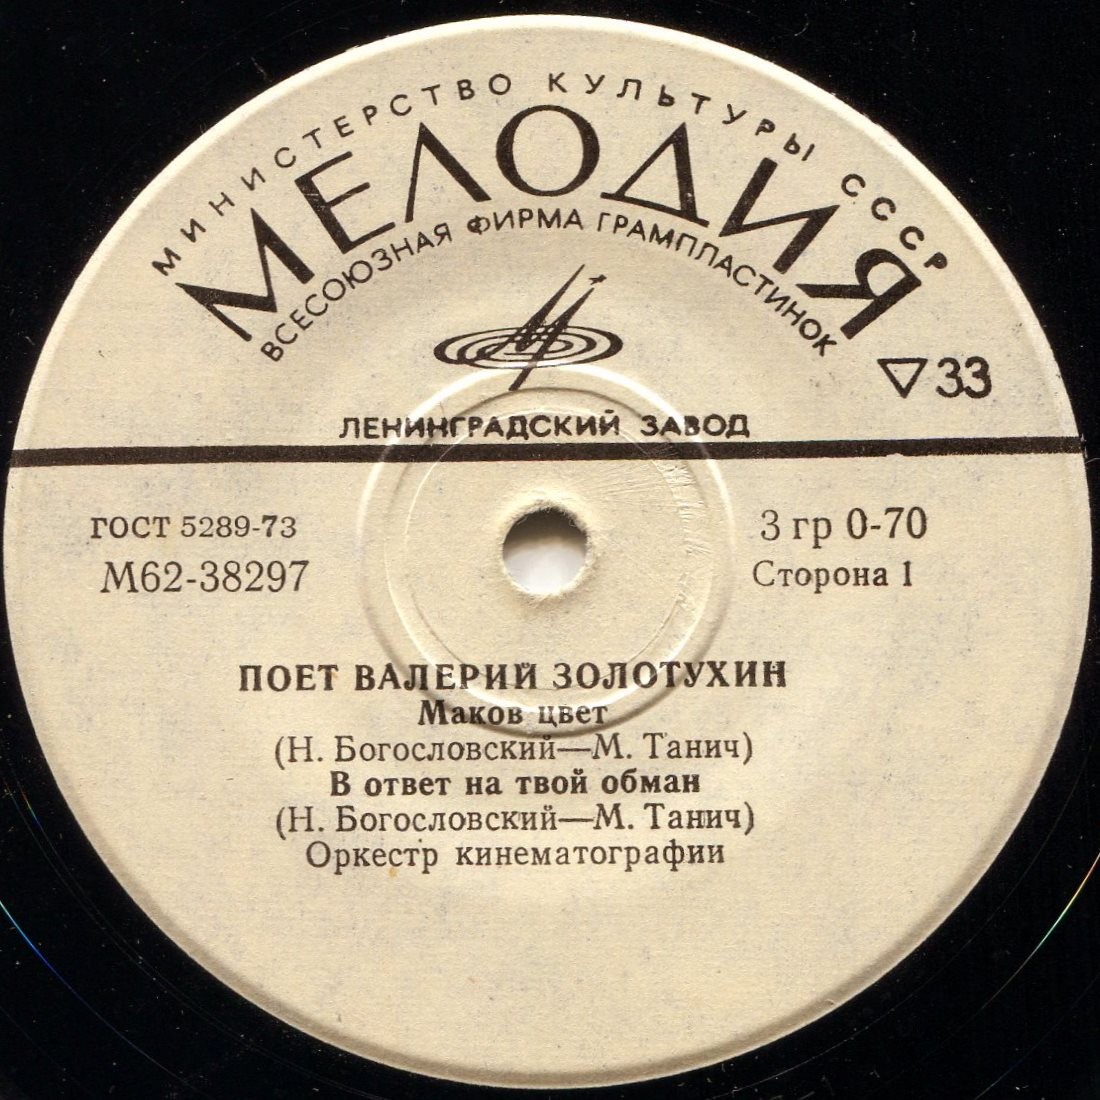 МИНИСТЕРСТВО КУЛЬТУРЫ СССР
МЕЛОДИЯ
ВСЕСОЮЗНАЯ ФИРМА ГРАМПЛАСТИНОК
▽33
ЛЕНИНГРАДСКИЙ ЗАВОД
ГОСТ 5289-73
М62-38297
3 гр 0-70
Сторона 1
ПОЕТ ВАЛЕРИЙ ЗОЛОТУХИН
Маков цвет
(Н. Богословский—М. Танич)
В ответ на твой обман
(Н. Богословский—М. Танич)
Оркестр кинематографии